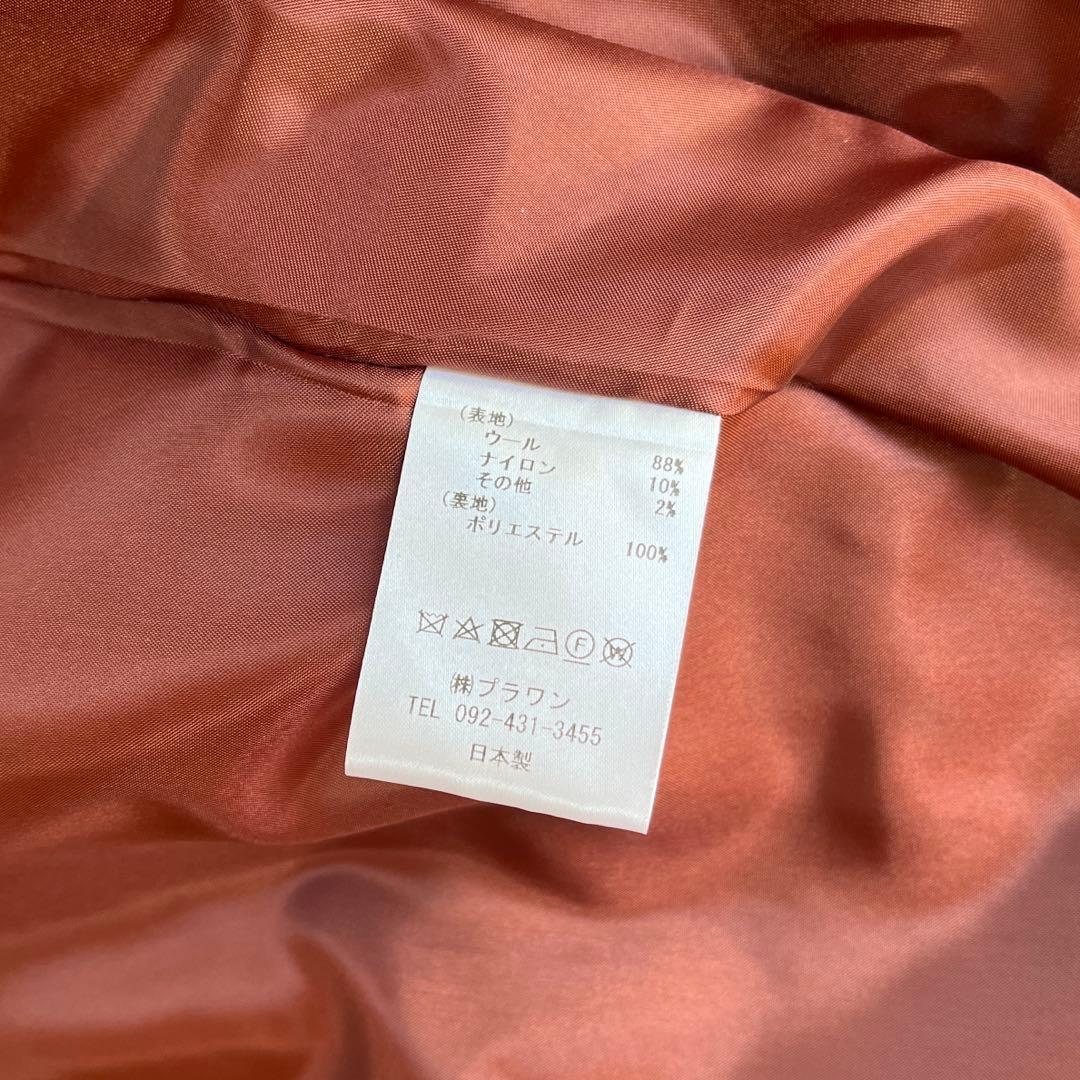 (表地)
ウール 88%
ナイロン 10%
その他 2%
(裏地)
ポリエステル 100%
F W
㈱プラワン
TEL 092-431-3455
日本製